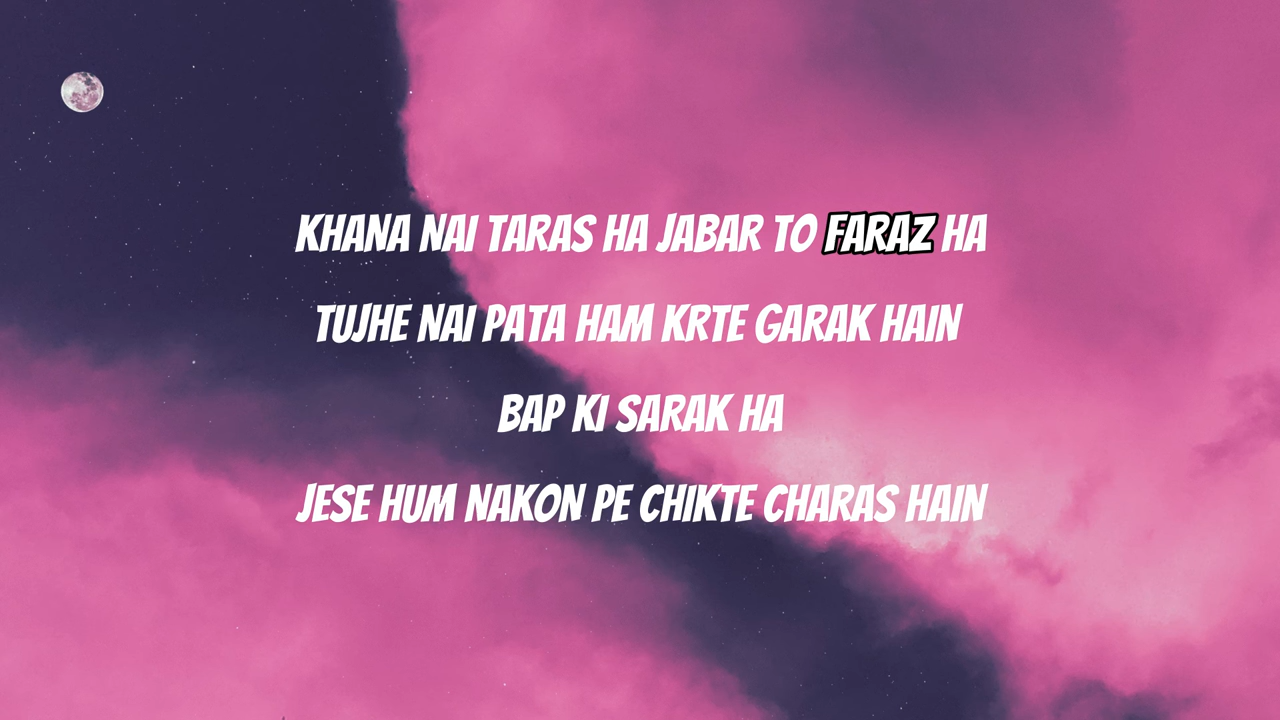 KHANA NAI TARAS HA JABAR TO FARAZ HA
TUJHE NAI PATA HAM KRTE GARAK HAIN
BAP KI SARAK HA
JESE HUM NAKON PE CHIKTE CHARAS HAIN